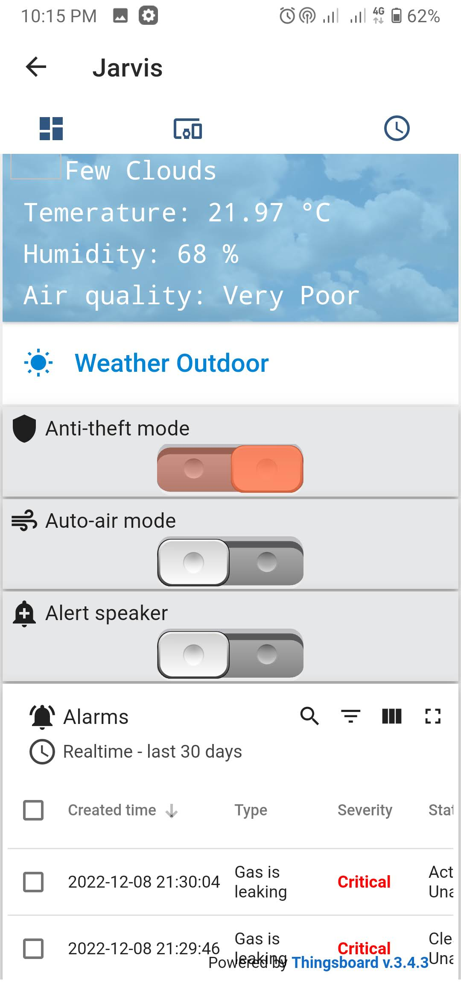 10:15 PM 4G 62%
Jarvis
Few Clouds
Temerature: 21.97 °C
Humidity: 68 %
Air quality: Very Poor
Weather Outdoor
Anti-theft mode
Auto-air mode
Alert speaker
Alarms
Realtime - last 30 days
Created time Type Severity Stat
2022-12-08 21:30:04 Gas is leaking Critical Act Una
2022-12-08 21:29:46 Gas is leaking Critical Cle Una
Powered by Thingsboard v.3.4.3